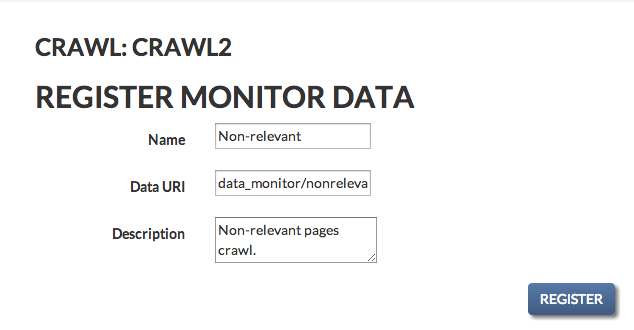 CRAWL: CRAWL2
REGISTER MONITOR DATA
Name Non-relevant
Data URI data_monitor/nonreleva
Description Non-relevant pages
crawl.
REGISTER